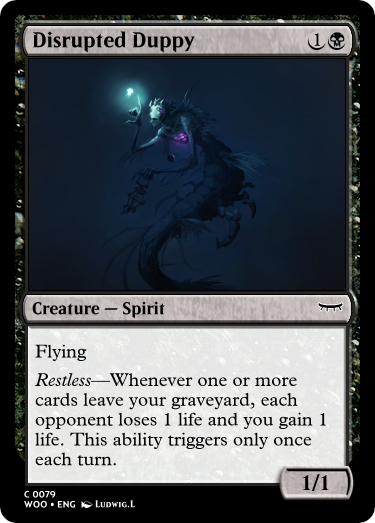 Disrupted Duppy 1
Creature — Spirit
Flying
Restless—Whenever one or more
cards leave your graveyard, each
opponent loses 1 life and you gain 1
life. This ability triggers only once
each turn.
1/1
C 0079
WOO • ENG Ludwig.L